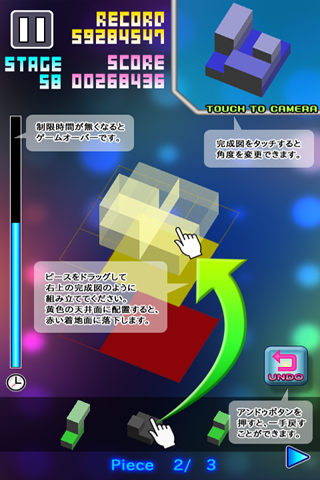 RECORD
59284547
STAGE
58
SCORE
00268436
TOUCH TO CAMERA
制限時間が無くなると
ゲームオーバーです。
完成図をタッチすると
角度を変更できます。
ピースをドラッグして
右上の完成図のように
組み立ててください。
黄色の天井面に配置すると、
赤い着地面に落下します。
UNDO
アンドゥボタンを
押すと、一手戻す
ことができます。
Piece 2/ 3